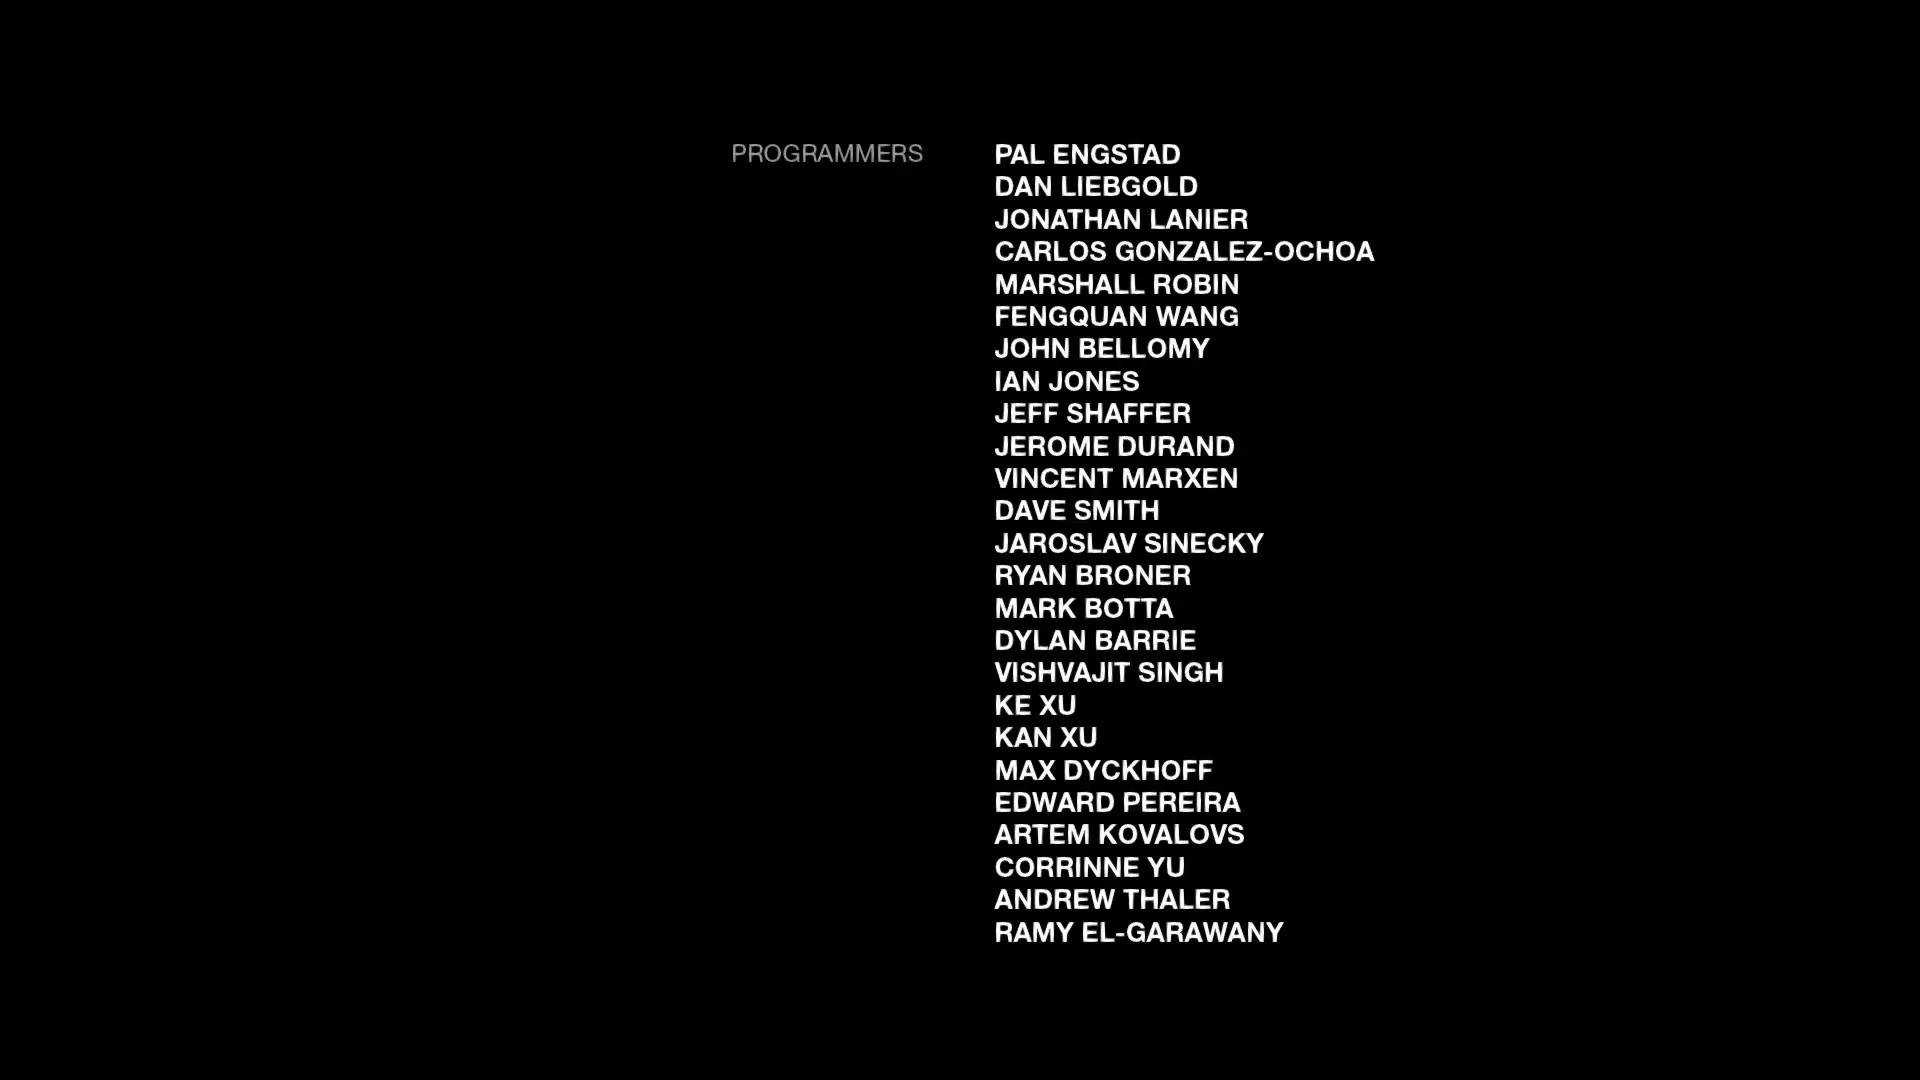 PROGRAMMERS PAL ENGSTAD
DAN LIEBGOLD
JONATHAN LANIER
CARLOS GONZALEZ-OCHOA
MARSHALL ROBIN
FENGQUAN WANG
JOHN BELLOMY
IAN JONES
JEFF SHAFFER
JEROME DURAND
VINCENT MARXEN
DAVE SMITH
JAROSLAV SINECKY
RYAN BRONER
MARK BOTTA
DYLAN BARRIE
VISHVAJIT SINGH
KE XU
KAN XU
MAX DYCKHOFF
EDWARD PEREIRA
ARTEM KOVALOVS
CORRINNE YU
ANDREW THALER
RAMY EL-GARAWANY